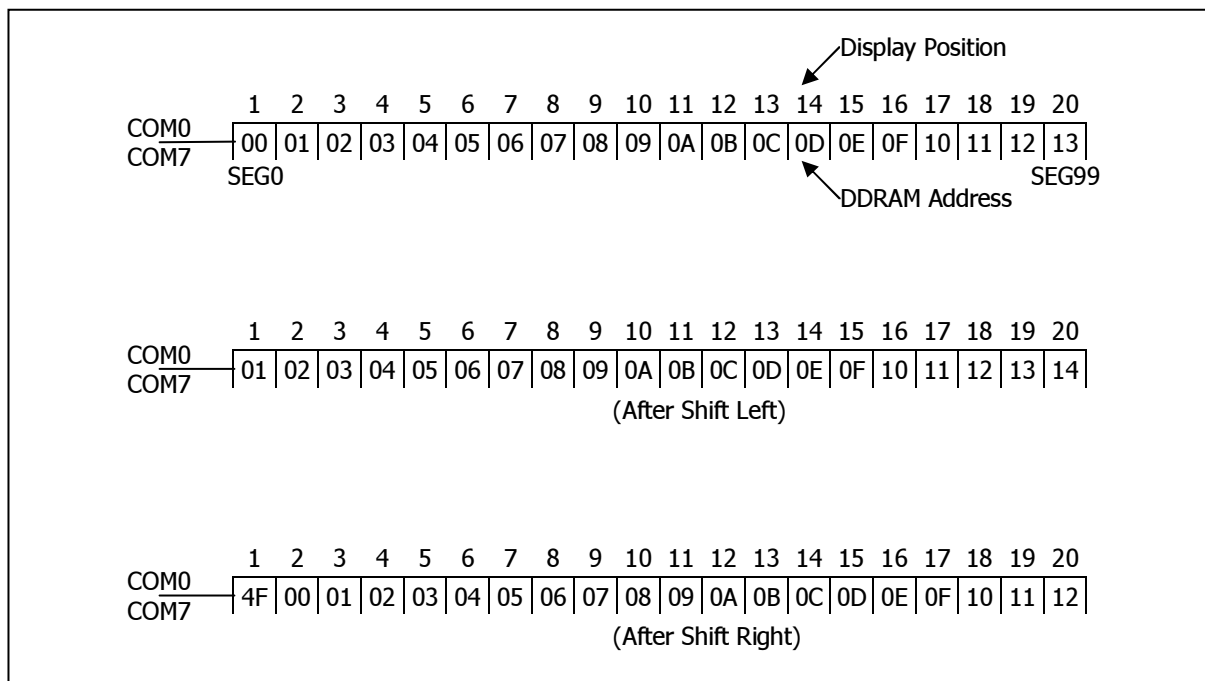 Display Position
1 2 3 4 5 6 7 8 9 10 11 12 13 14 15 16 17 18 19 20
COM0
COM7
00 01 02 03 04 05 06 07 08 09 0A 0B 0C 0D 0E 0F 10 11 12 13
SEG0 SEG99
DDRAM Address
1 2 3 4 5 6 7 8 9 10 11 12 13 14 15 16 17 18 19 20
COM0
COM7
01 02 03 04 05 06 07 08 09 0A 0B 0C 0D 0E 0F 10 11 12 13 14
(After Shift Left)
1 2 3 4 5 6 7 8 9 10 11 12 13 14 15 16 17 18 19 20
COM0
COM7
4F 00 01 02 03 04 05 06 07 08 09 0A 0B 0C 0D 0E 0F 10 11 12
(After Shift Right)